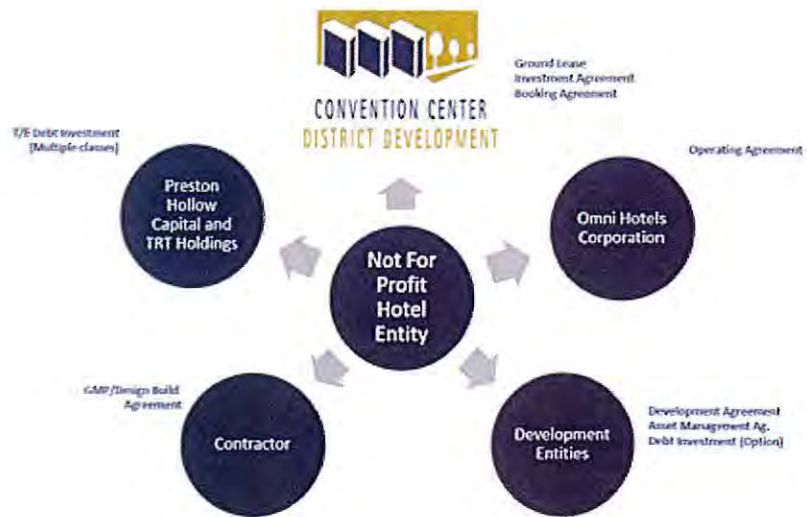 CONVENTION CENTER
DISTRICT DEVELOPMENT
Ground Lease
Investment Agreement
Booking Agreement
T/E Debt Investment
(Multiple classes)
Preston
Hollow
Capital and
TRT Holdings
Operating Agreement
Omni Hotels
Corporation
Not For
Profit
Hotel
Entity
GMP/Design Build
Agreement
Contractor
Development
Entities
Development Agreement
Asset Management Ag.
Debt Investment (Option)